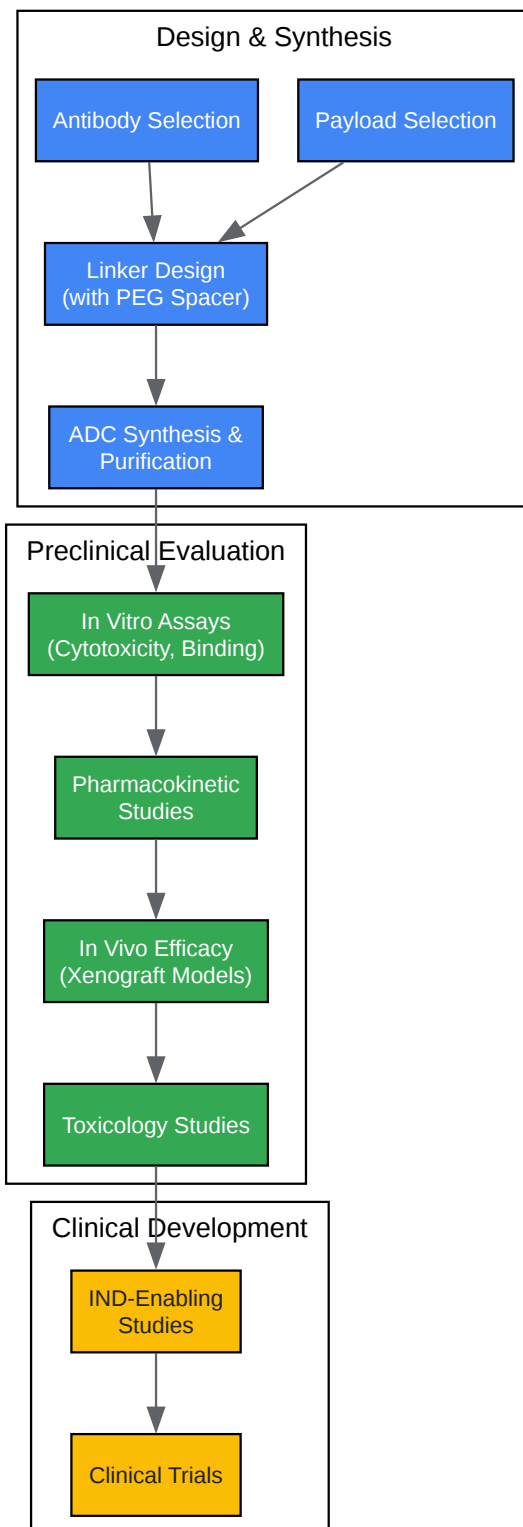 Design & Synthesis
Antibody Selection
Payload Selection
Linker Design
(with PEG Spacer)
ADC Synthesis &
Purification
Preclinical Evaluation
In Vitro Assays
(Cytotoxicity, Binding)
Pharmacokinetic
Studies
In Vivo Efficacy
(Xenograft Models)
Toxicology Studies
Clinical Development
IND-Enabling
Studies
Clinical Trials